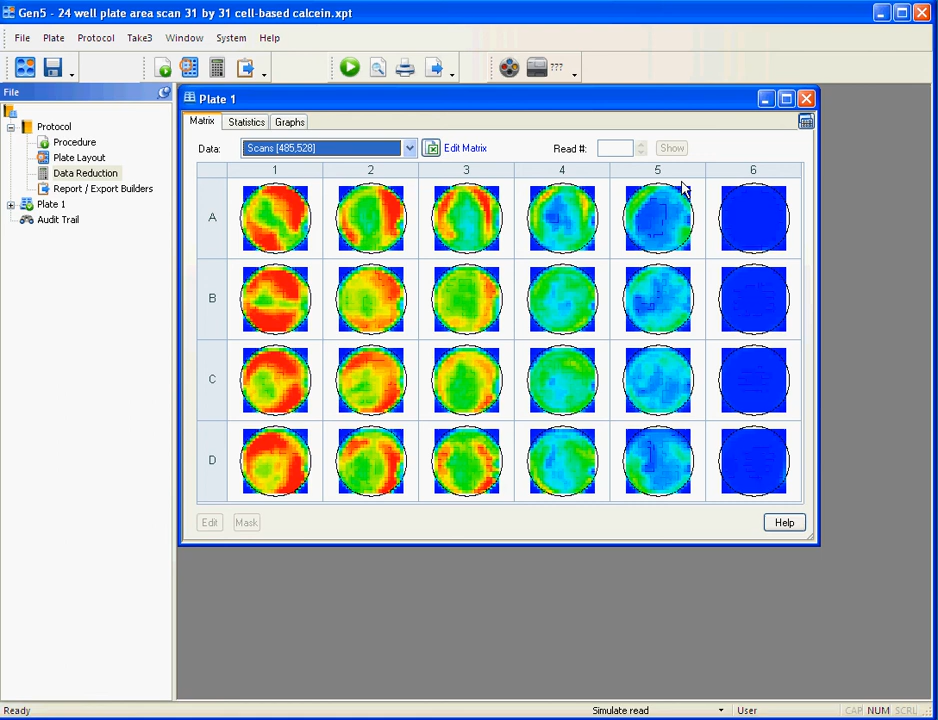 Gen5 - 24 well plate area scan 31 by 31 cell-based calcein.xpt
File Plate Protocol Take3 Window System Help
???
File
Protocol
Procedure
Plate Layout
Data Reduction
Report / Export Builders
Plate 1
Audit Trail
Plate 1
Matrix Statistics Graphs
Data: Scans [485,528] Edit Matrix Read #: Show
1 2 3 4 5 6
A
B
C
D
Edit Mask Help
Ready Simulate read User CAP NUM SCRL